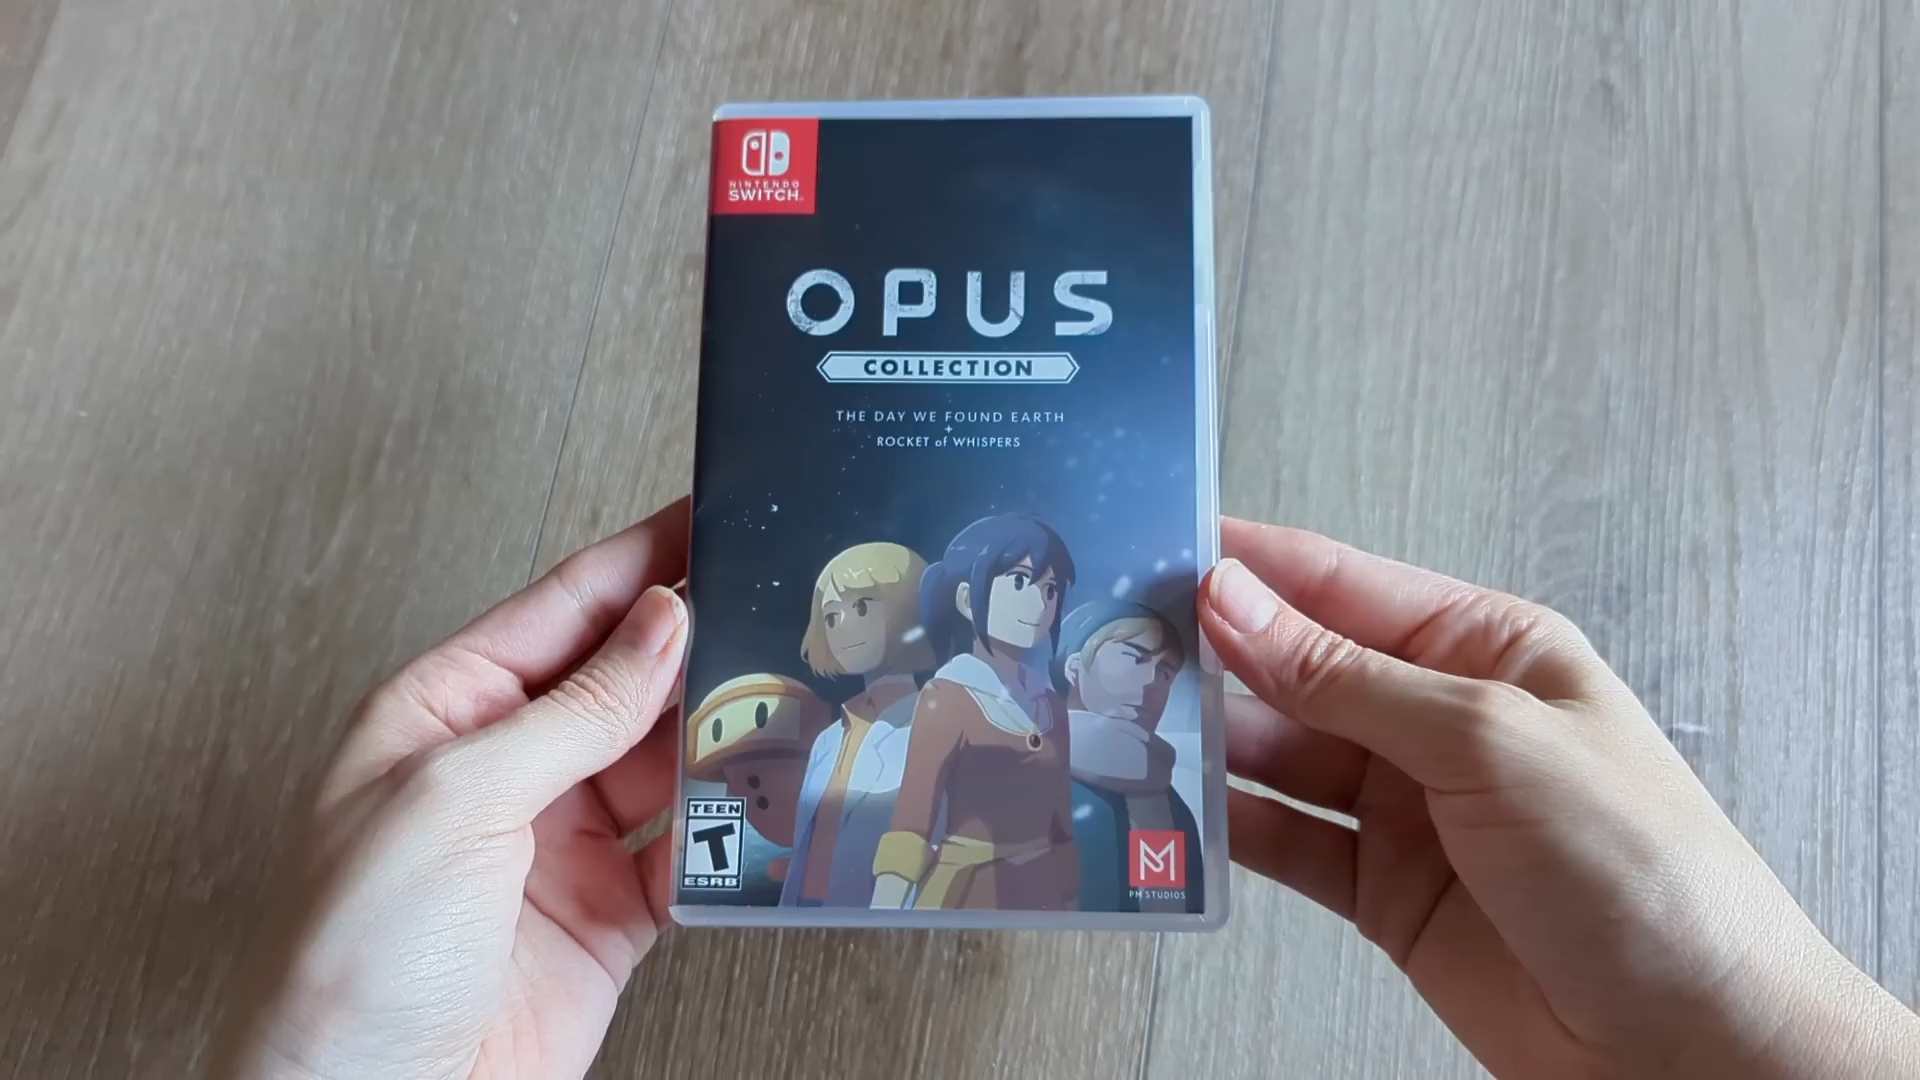 NINTENDO
SWITCH
OPUS
COLLECTION
THE DAY WE FOUND EARTH
+
ROCKET of WHISPERS
TEEN
T
ESRB
M
PM STUDIOS